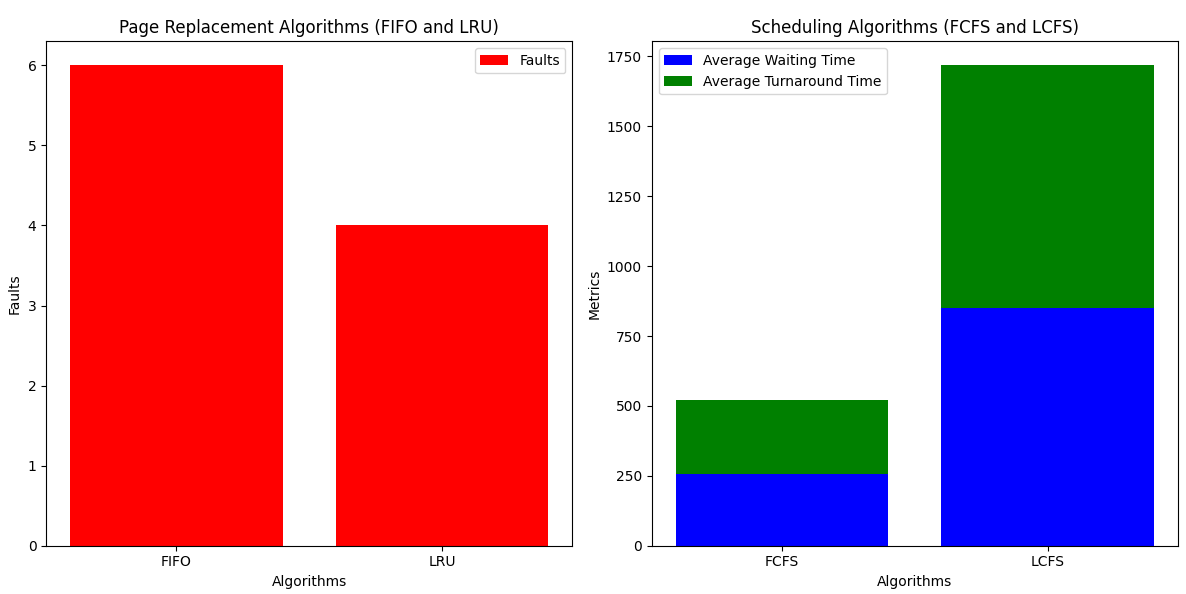 Page Replacement Algorithms (FIFO and LRU)
Faults
6
5
4
3
2
1
0
Faults
FIFO
LRU
Algorithms
Scheduling Algorithms (FCFS and LCFS)
Average Waiting Time
Average Turnaround Time
1750
1500
1250
1000
750
500
250
0
Metrics
FCFS
LCFS
Algorithms